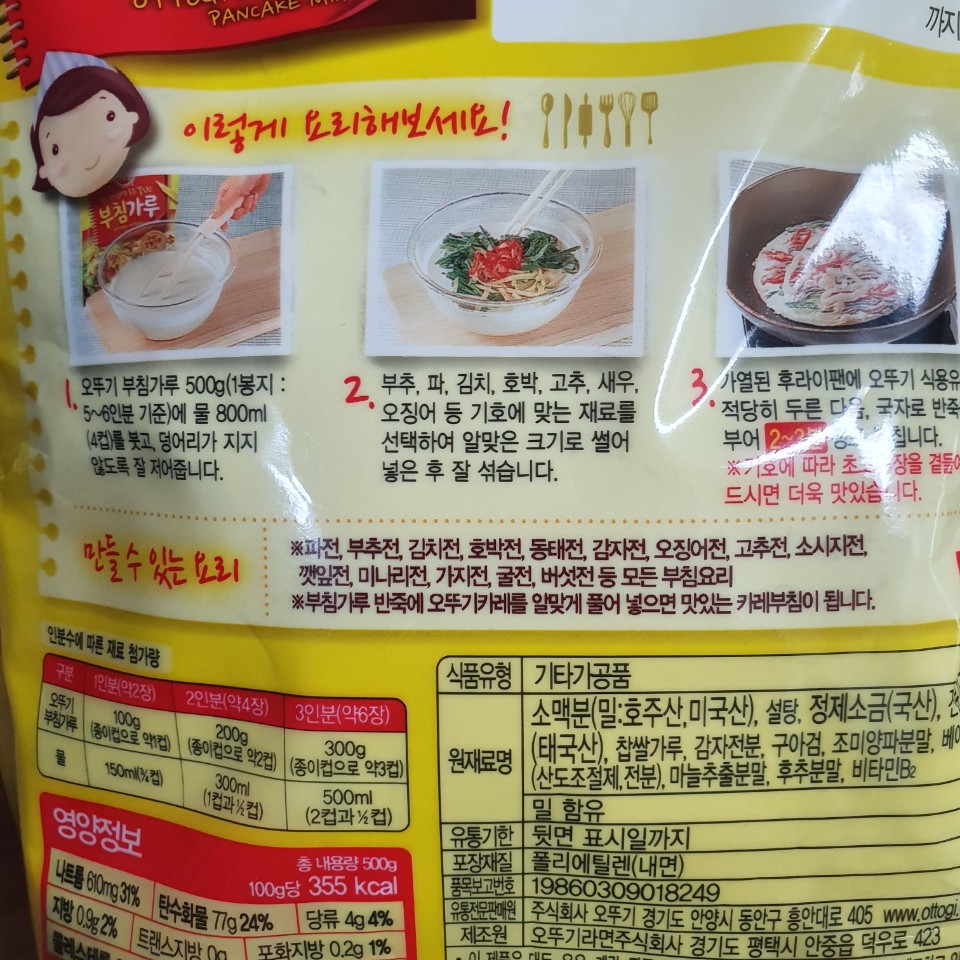 PANCAKE MIX
까지
이렇게 요리해보세요!
부침가루
1. 오뚜기 부침가루 500g(1봉지 :
5~6인분 기준)에 물 800ml
(4컵)를 붓고, 덩어리가 지지
않도록 잘 저어줍니다.
2. 부추, 파, 김치, 호박, 고추, 새우,
오징어 등 기호에 맞는 재료를
선택하여 알맞은 크기로 썰어
넣은 후 잘 섞습니다.
3. 가열된 후라이팬에 오뚜기 식용유
적당히 두른 다음, 국자로 반죽
부어
※기호에 따라 초 장을 곁들여
드시면 더욱 맛있습니다.
만들 수 있는 요리
※파전, 부추전, 김치전, 호박전, 동태전, 감자전, 오징어전, 고추전, 소시지전,
깻잎전, 미나리전, 가지전, 굴전, 버섯전 등 모든 부침요리
※부침가루 반죽에 오뚜기카레를 알맞게 풀어 넣으면 맛있는 카레부침이 됩니다.
인분수에 따른 재료 첨가량
구분 1인분(약2장) 2인분(약4장) 3인분(약6장)
오뚜기 부침가루 100g (종이컵으로 약1컵) 200g (종이컵으로 약2컵) 300g (종이컵으로 약3컵)
물 150ml(¾컵) 300ml (1컵과 ½컵) 500ml (2컵과 ½컵)
영양정보
총 내용량 500g
100g당 355 kcal
나트륨 610mg 31% 탄수화물 77g 24% 당류 4g 4%
지방 0.9g 2% 트랜스지방 0g 포화지방 0.2g 1%
콜레스테롤
식품유형 기타가공품
원재료명 소맥분(밀:호주산,미국산), 설탕, 정제소금(국산),
(태국산), 찹쌀가루, 감자전분, 구아검, 조미양파분말, 베이
(산도조절제,전분), 마늘추출분말, 후추분말, 비타민B₂
밀 함유
유통기한 뒷면 표시일까지
포장재질 폴리에틸렌(내면)
품목보고번호 19860309018249
유통전문판매원 주식회사 오뚜기 경기도 안양시 동안구 흥안대로 405 www.ottogi.
제조원 오뚜기라면주식회사 경기도 평택시 안중읍 덕우로 423